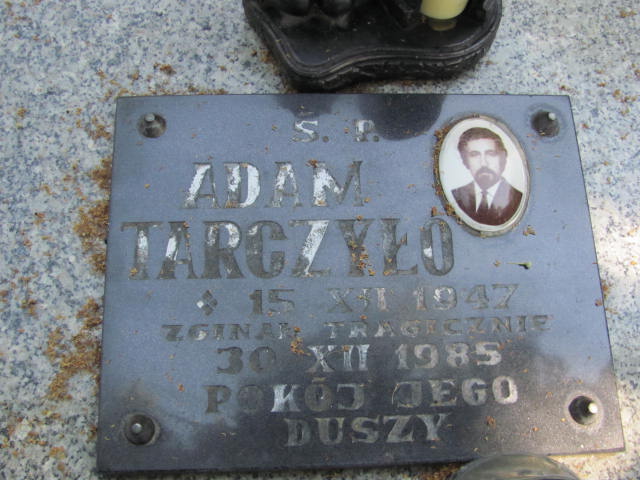 Ś. P.
ADAM
TARCZYŁO
15 XII 1947
ZGINĄŁ TRAGICZNIE
30 XII 1985
POKÓJ JEGO
DUSZY